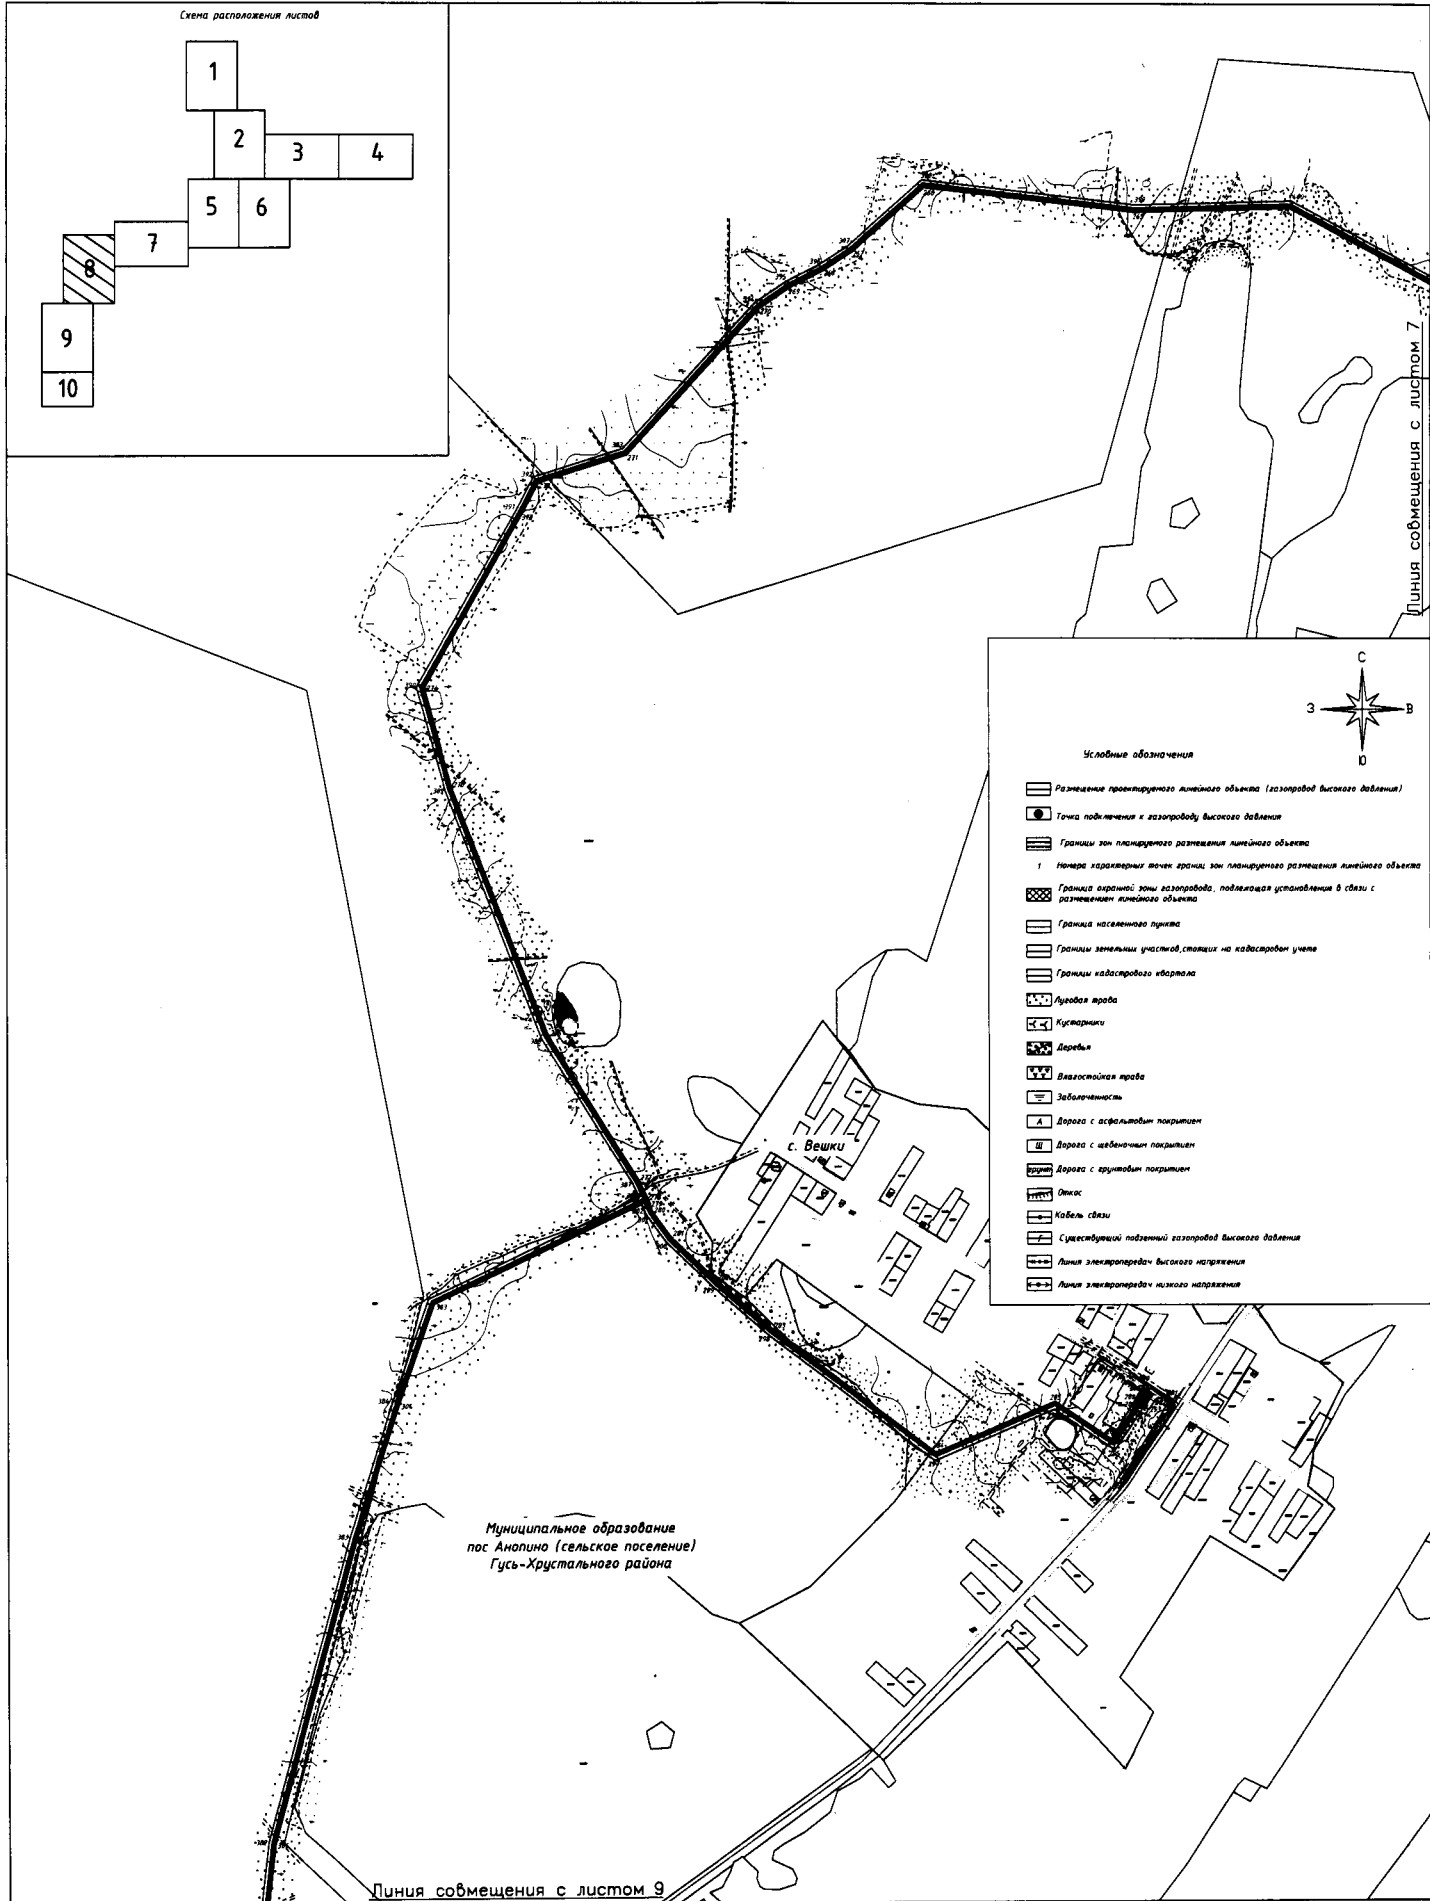 Схема расположения листов
1
2
3
4
5
6
7
8
9
10
Линия совмещения с листом 7
С
З
В
Ю
Условные обозначения
Размещение проектируемого линейного объекта (газопровод высокого давления)
Точка подключения к газопроводу высокого давления
Границы зон планируемого размещения линейного объекта
1 Номера характерных точек границ зон планируемого размещения линейного объекта
Граница охранной зоны газопровода, подлежащая установление в связи с
размещением линейного объекта
Граница населенного пункта
Границы земельных участков,стоящих на кадастровом учете
Границы кадастрового квартала
Луговая трава
Кустарники
Деревья
Влагостойкая трава
Заболоченность
А Дорога с асфальтовым покрытием
Щ Дорога с щебеночным покрытием
грунт Дорога с грунтовым покрытием
Откос
Кабель связи
Существующий подземный газопровод высокого давления
Линия электропередач высокого напряжения
Линия электропередач низкого напряжения
с. Вешки
Муниципальное образование
пос Анопино (сельское поселение)
Гусь-Хрустального района
Линия совмещения с листом 9